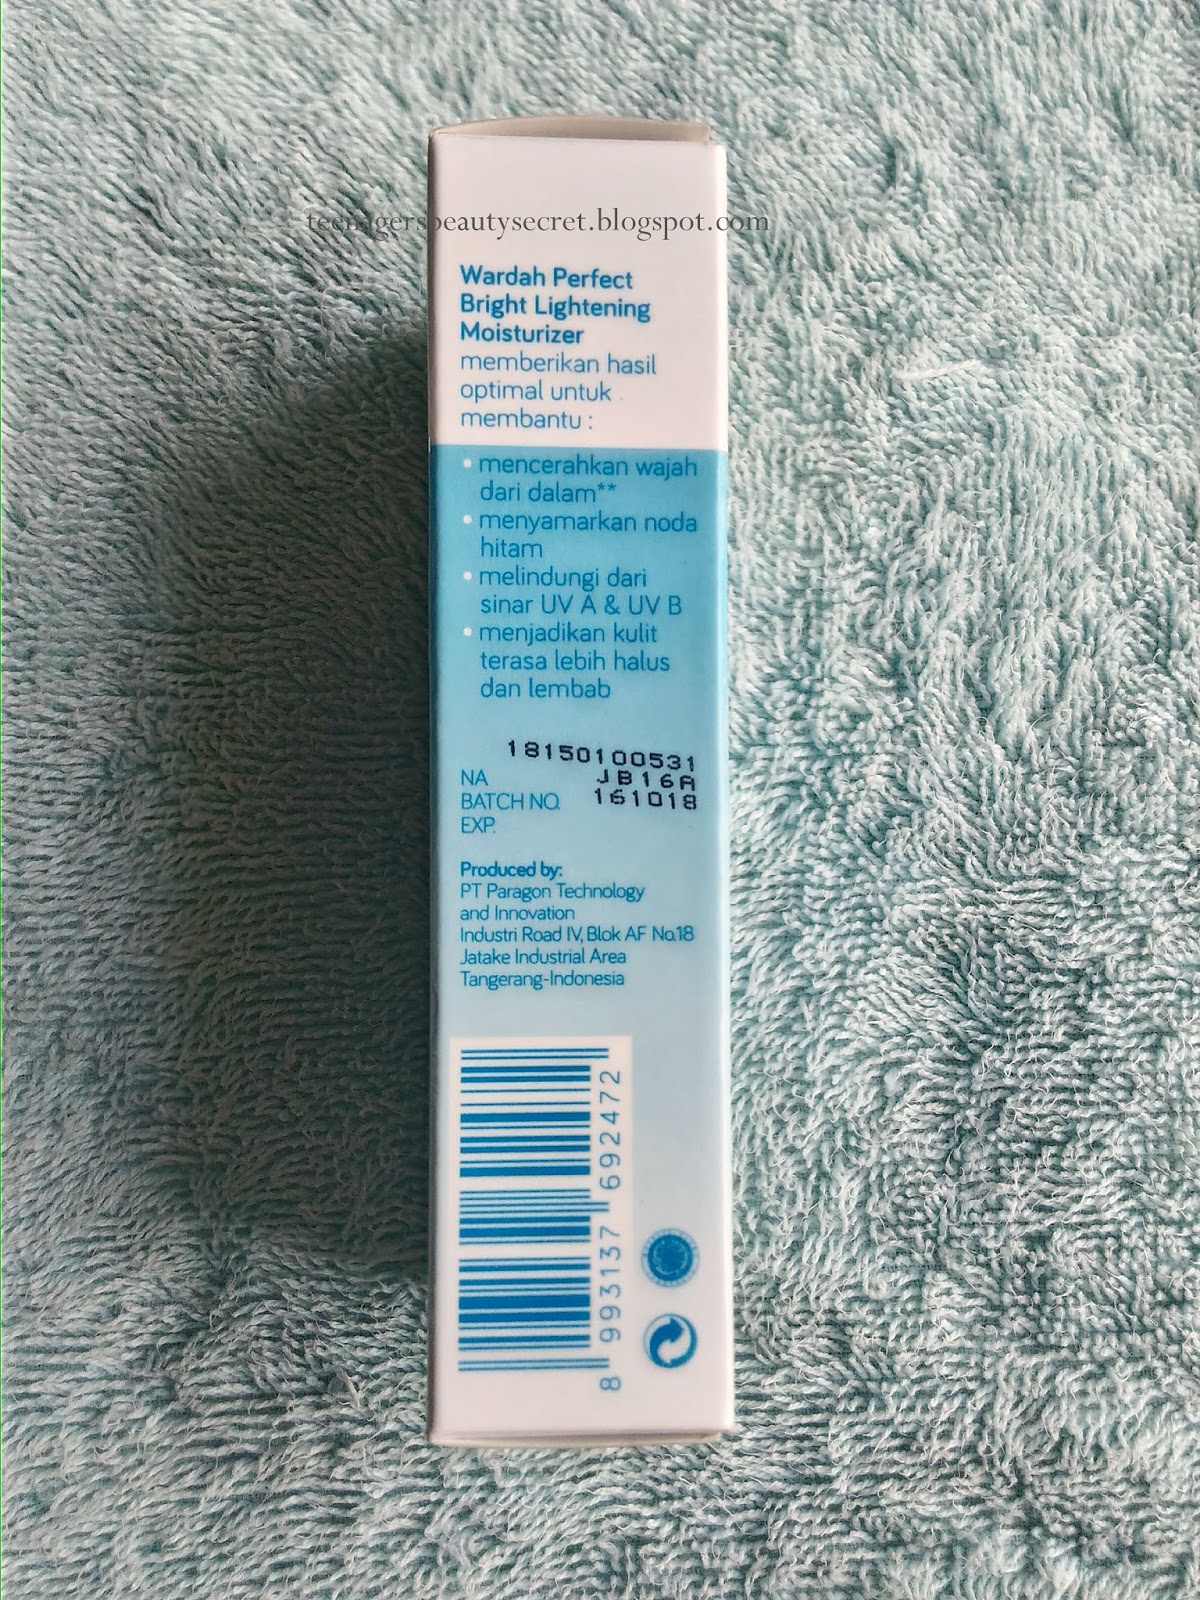 teenagersbeautysecret.blogspot.com
Wardah Perfect
Bright Lightening
Moisturizer
memberikan hasil
optimal untuk
membantu :
• mencerahkan wajah
dari dalam**
• menyamarkan noda
hitam
• melindungi dari
sinar UV A & UV B
• menjadikan kulit
terasa lebih halus
dan lembab
18150100531
NA JB16A
BATCH NO. 161018
EXP.
Produced by:
PT Paragon Technology
and Innovation
Industri Road IV, Blok AF No.18
Jatake Industrial Area
Tangerang-Indonesia
8 993137 692472